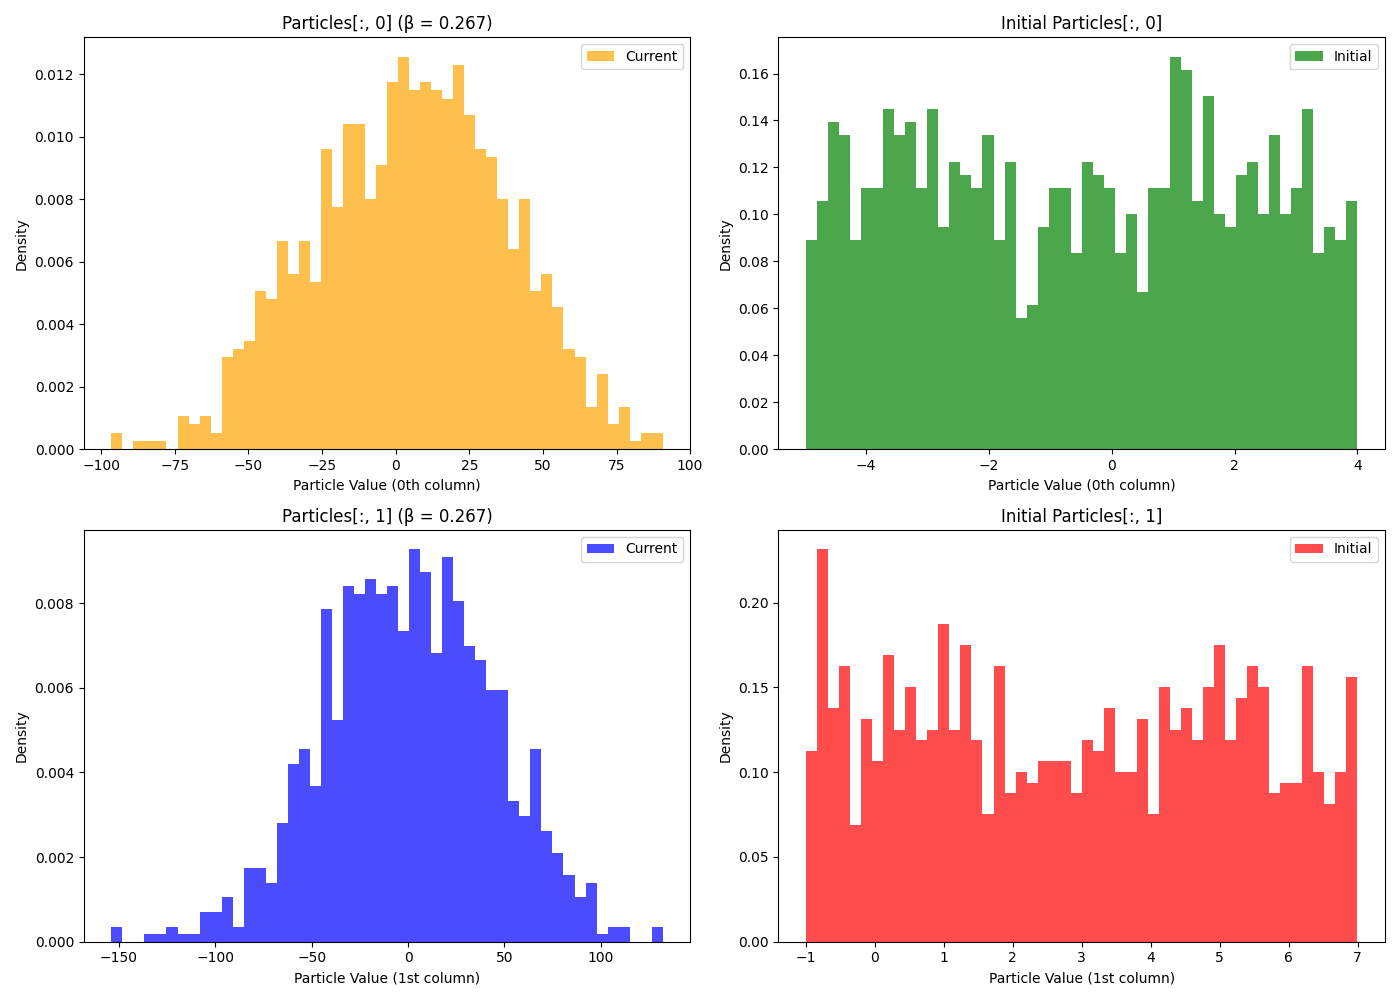 Particles[:, 0] (β = 0.267)
Current
Density
0.012
0.010
0.008
0.006
0.004
0.002
0.000
−100 −75 −50 −25 0 25 50 75 100
Particle Value (0th column)
Initial Particles[:, 0]
Initial
Density
0.16
0.14
0.12
0.10
0.08
0.06
0.04
0.02
0.00
−4 −2 0 2 4
Particle Value (0th column)
Particles[:, 1] (β = 0.267)
Current
Density
0.008
0.006
0.004
0.002
0.000
−150 −100 −50 0 50 100
Particle Value (1st column)
Initial Particles[:, 1]
Initial
Density
0.20
0.15
0.10
0.05
0.00
−1 0 1 2 3 4 5 6 7
Particle Value (1st column)